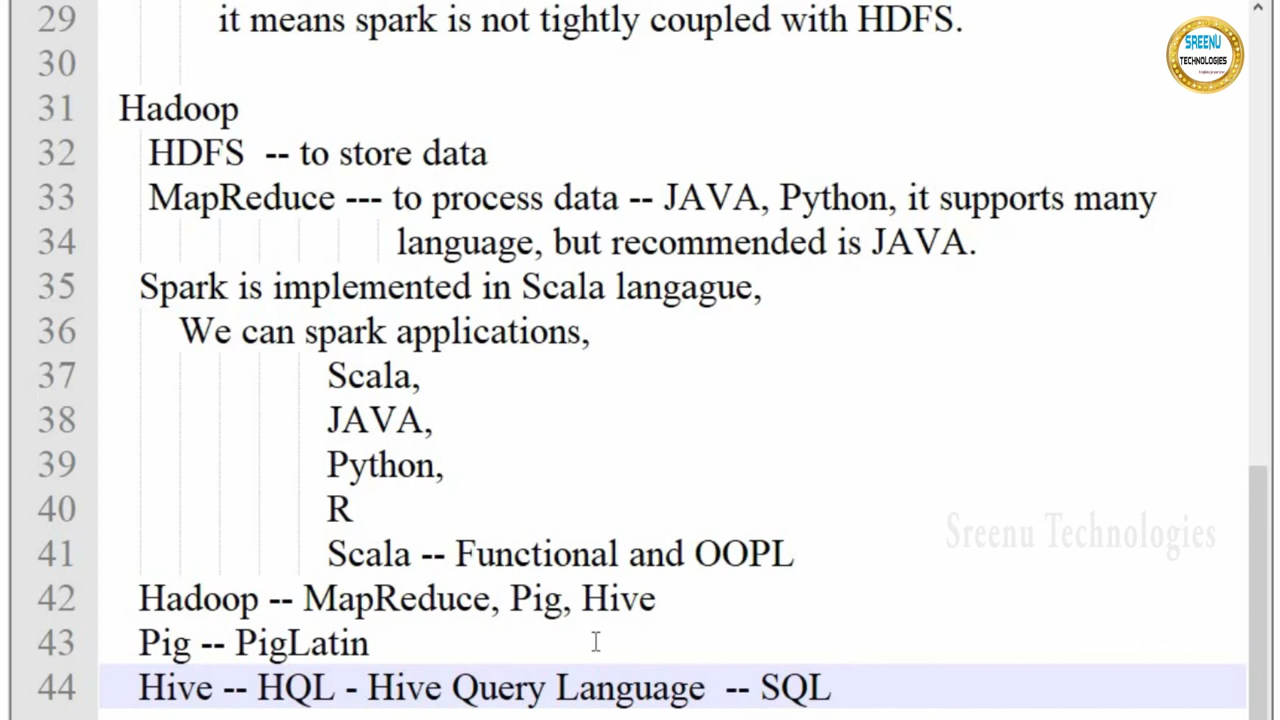 29 it means spark is not tightly coupled with HDFS.
30
31 Hadoop
32 HDFS -- to store data
33 MapReduce --- to process data -- JAVA, Python, it supports many
34 language, but recommended is JAVA.
35 Spark is implemented in Scala langague,
36 We can spark applications,
37 Scala,
38 JAVA,
39 Python,
40 R
41 Scala -- Functional and OOPL
42 Hadoop -- MapReduce, Pig, Hive
43 Pig -- PigLatin
44 Hive -- HQL - Hive Query Language -- SQL
SREENU
TECHNOLOGIES
Sreenu Technologies